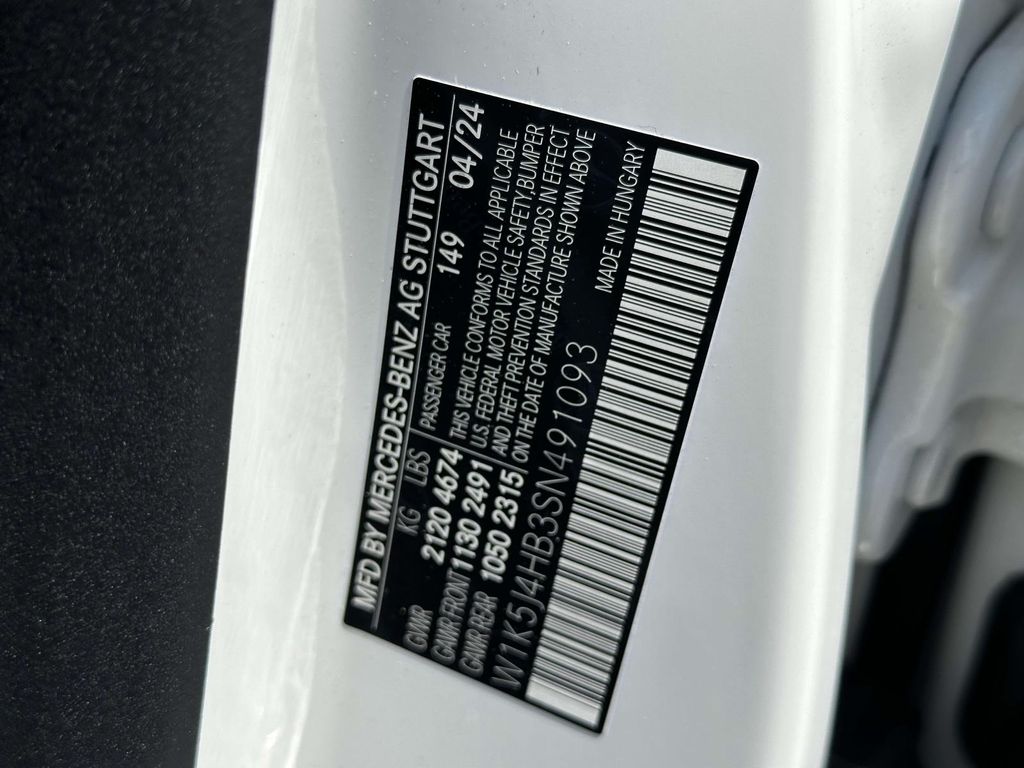 MFD BY MERCEDES-BENZ AG STUTTGART
KG LBS PASSENGER CAR 149 04/24
GVWR 2120 4674 THIS VEHICLE CONFORMS TO ALL APPLICABLE
GAWR FRONT 1130 2491 U.S. FEDERAL MOTOR VEHICLE SAFETY, BUMPER
GAWR REAR 1050 2315 AND THEFT PREVENTION STANDARDS IN EFFECT
ON THE DATE OF MANUFACTURE SHOWN ABOVE
W1K5J4HB3SN491093 MADE IN HUNGARY